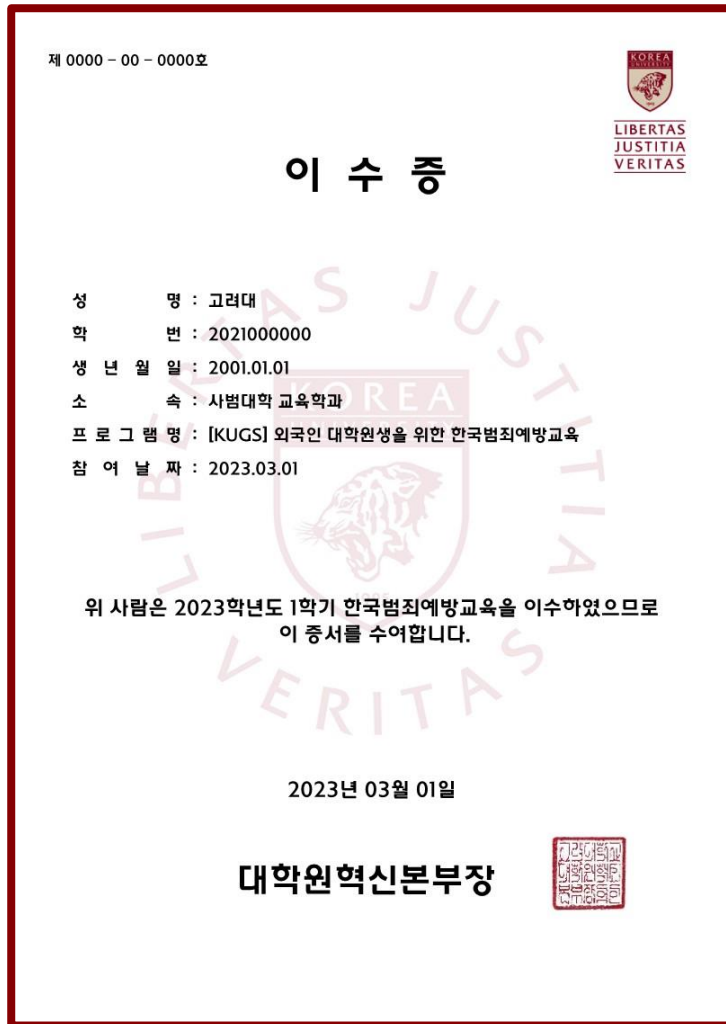 제 0000 – 00 – 0000호
KOREA
UNIVERSITY
1905
LIBERTAS
JUSTITIA
VERITAS
이 수 증
성 명 : 고려대
학 번 : 2021000000
생 년 월 일 : 2001.01.01
소 속 : 사범대학 교육학과
프 로 그 램 명 : [KUGS] 외국인 대학원생을 위한 한국범죄예방교육
참 여 날 짜 : 2023.03.01
LIBERTAS JUSTITIA VERITAS
KOREA
1905
위 사람은 2023학년도 1학기 한국범죄예방교육을 이수하였으므로
이 증서를 수여합니다.
2023년 03월 01일
대학원혁신본부장